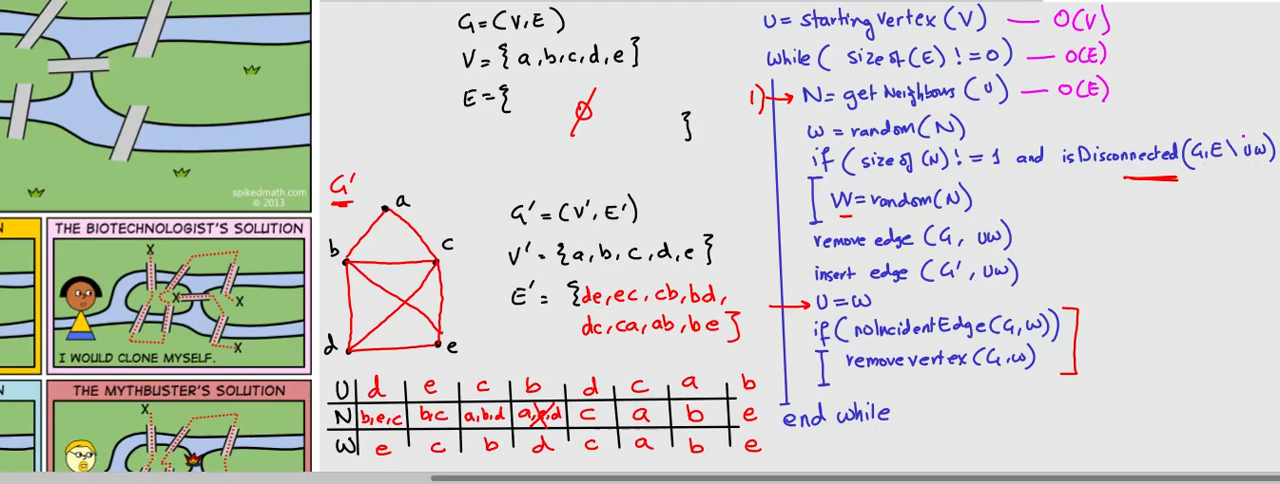 spikedmath.com
© 2013
THE BIOTECHNOLOGIST'S SOLUTION
X
X
X
X
I WOULD CLONE MYSELF.
THE MYTHBUSTER'S SOLUTION
X
G = (V, E)
V = { a, b, c, d, e }
E = { ∅ }
G'
a
b
c
d
e
G' = (V', E')
V' = { a, b, c, d, e }
E' = { de, ec, cb, bd,
dc, ca, ab, be }
U d e c b d c a b
N b,e,c b,c a,b,d a,e,d c a b e
W e c b d c a b e
U = starting vertex (V) — O(V)
while ( size of (E) != 0) — O(E)
1) → N = get Neighbours (U) — O(E)
w = random (N)
if ( size of (N) != 1 and isDisconnected (G, E \ uw)
W = random (N)
remove edge (G, uw)
insert edge (G', uw)
→ U = w
if ( noIncidentEdge (G, w))
remove vertex (G, w)
end while